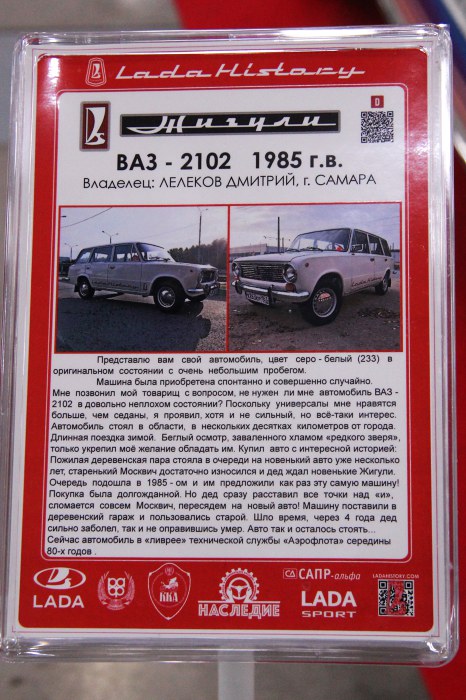 Lada History
Жигули
D
ВАЗ - 2102 1985 г.в.
Владелец: ЛЕЛЕКОВ ДМИТРИЙ, г. САМАРА
Представлю вам свой автомобиль, цвет серо - белый (233) в
оригинальном состоянии с очень небольшим пробегом.
Машина была приобретена спонтанно и совершенно случайно.
Мне позвонил мой товарищ с вопросом, не нужен ли мне автомобиль ВАЗ -
2102 в довольно неплохом состоянии? Поскольку универсалы мне нравятся
больше, чем седаны, я проявил, хотя и не сильный, но всё-таки интерес.
Автомобиль стоял в области, в нескольких десятках километров от города.
Длинная поездка зимой. Беглый осмотр, заваленного хламом «редкого зверя»,
только укрепил моё желание обладать им. Купил авто с интересной историей:
Пожилая деревенская пара стояла в очереди на новенький авто уже несколько
лет, старенький Москвич достаточно износился и дед ждал новенькие Жигули.
Очередь подошла в 1985 - ом и им предложили как раз эту самую машину!
Покупка была долгожданной. Но дед сразу расставил все точки над «и»,
сломается совсем Москвич, пересядем на новый авто! Машину поставили в
деревенский гараж и пользовались старой. Шло время, через 4 года дед
сильно заболел, так и не оправившись умер. Авто так и осталось стоять...
Сейчас автомобиль в «ливрее» технической службы «Аэрофлота» середины
80-х годов .
LADA
ККА
НАСЛЕДИЕ
САПР-альфа
LADA
SPORT
LADAHISTORY.COM